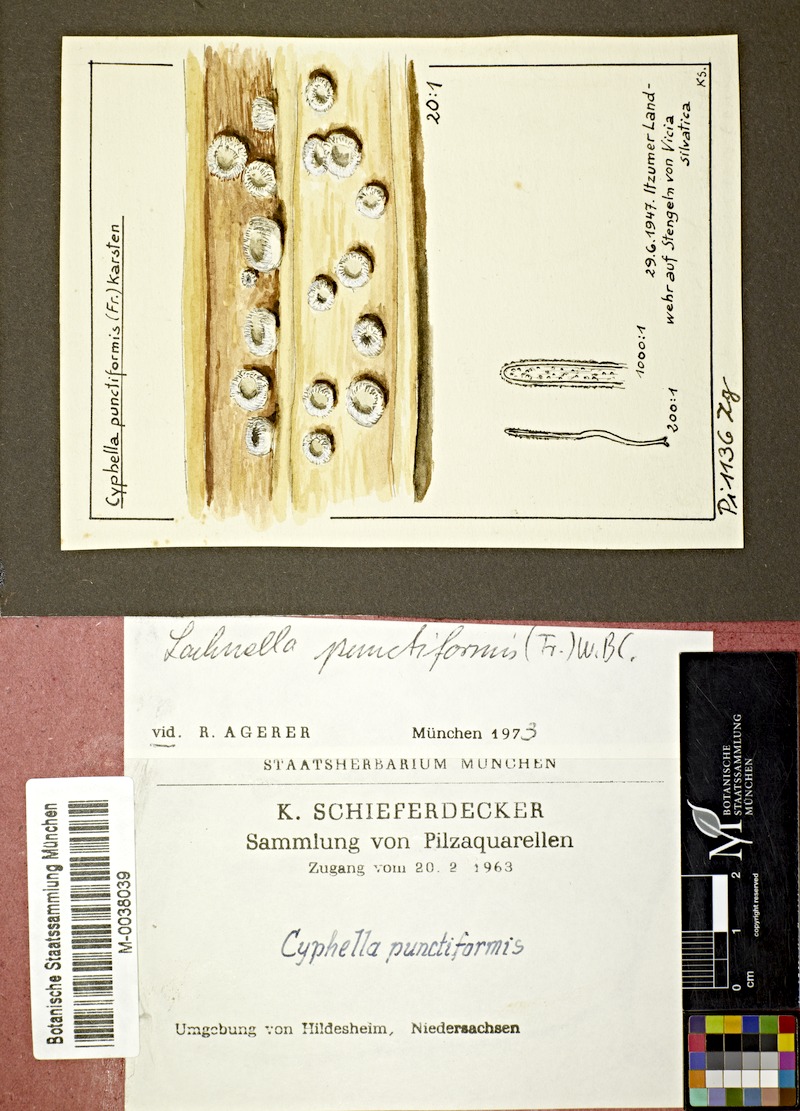 Cyphella punctiformis (Fr.) Karsten
20:1
29.6.1947. Itzumer Land-
wehr auf Stengeln von Vicia
silvatica
KS.
1000:1
200:1
Pi 1136
Lachnella punctiformis (Fr.) W.B.C.
vid. R. AGERER München 1973
STAATSHERBARIUM MÜNCHEN
K. SCHIEFERDECKER
Sammlung von Pilzaquarellen
Zugang vom 20. 2 1963
Cyphella punctiformis
Umgebung von Hildesheim, Niedersachsen
Botanische Staatssammlung München
M-0038039
BOTANISCHE
STAATSSAMMLUNG
MÜNCHEN
copyright reserved
0 1 2
cm